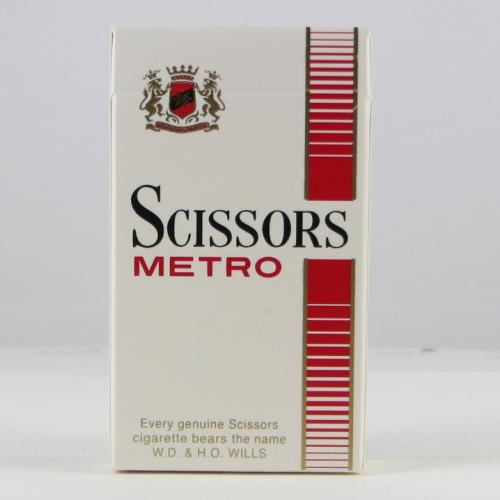 SCISSORS
METRO
Every genuine Scissors
cigarette bears the name
W.D. & H.O. WILLS